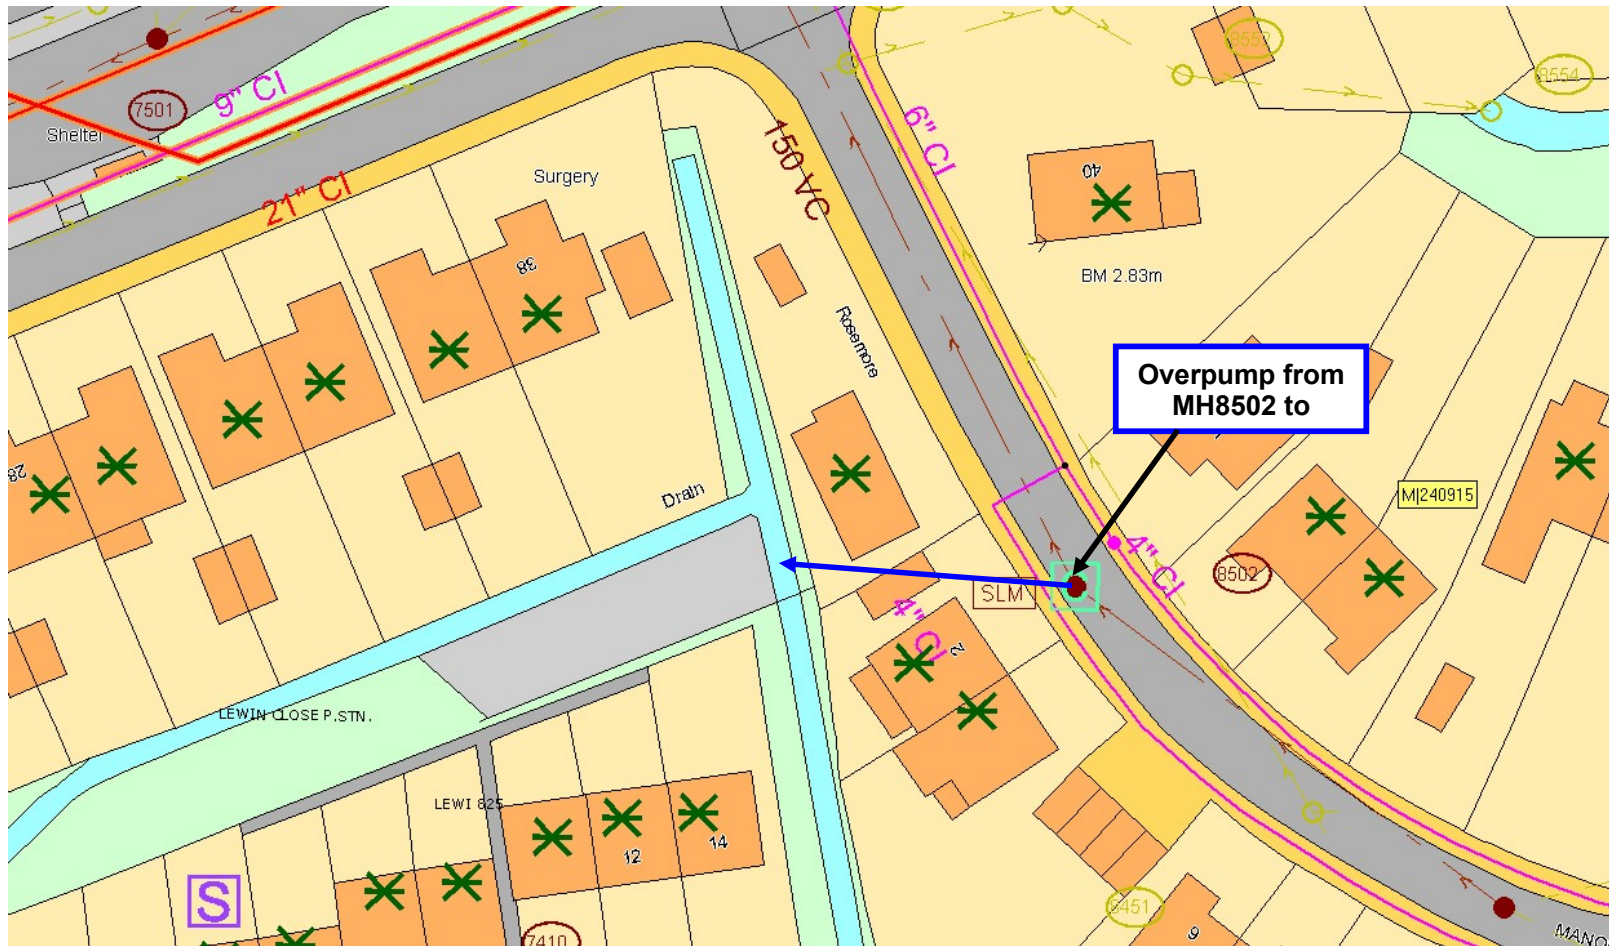 8552
8554
7501
9" CI
Shelter
21" CI
Surgery
38
150 VC
6" CI
40
BM 2.83m
Rosemore
Overpump from
MH8502 to
28
Drain
MJ240915
4" CI
8502
SLM
4" CI
2
LEWIN CLOSE P.STN.
LEWI 825
12
14
S
7410
6451
9
MANO